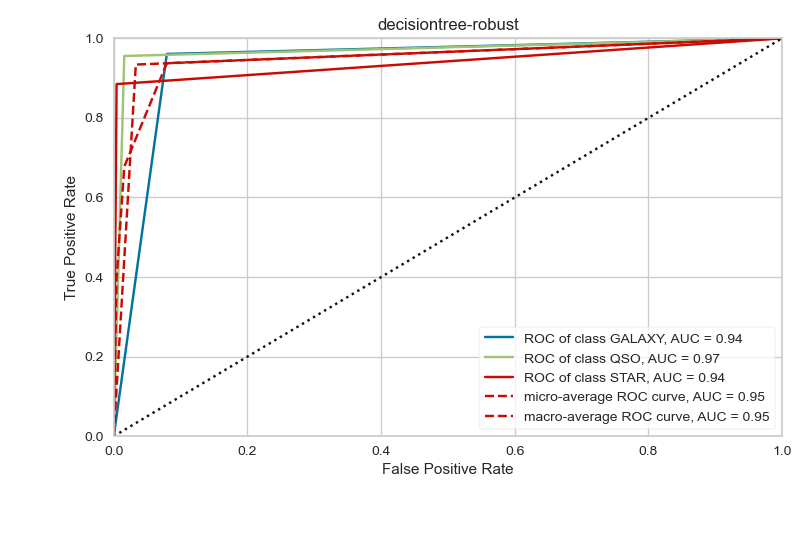 decisiontree-robust
1.0
0.8
0.6
0.4
0.2
0.0
True Positive Rate
ROC of class GALAXY, AUC = 0.94
ROC of class QSO, AUC = 0.97
ROC of class STAR, AUC = 0.94
micro-average ROC curve, AUC = 0.95
macro-average ROC curve, AUC = 0.95
0.0 0.2 0.4 0.6 0.8 1.0
False Positive Rate